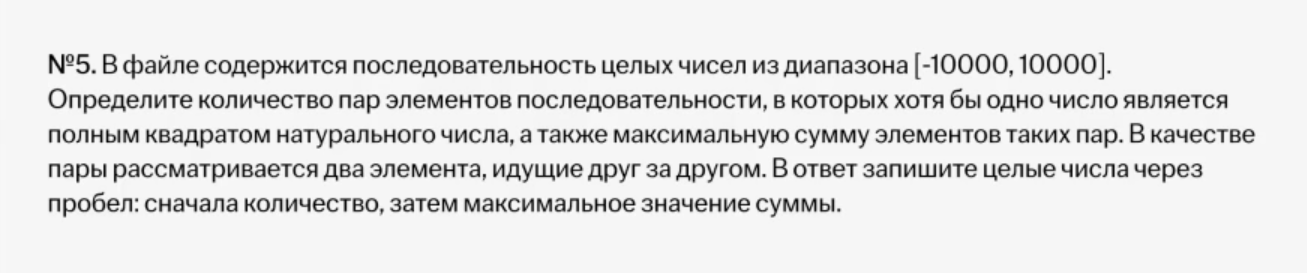 №5. В файле содержится последовательность целых чисел из диапазона [-10000, 10000].
Определите количество пар элементов последовательности, в которых хотя бы одно число является
полным квадратом натурального числа, а также максимальную сумму элементов таких пар. В качестве
пары рассматривается два элемента, идущие друг за другом. В ответ запишите целые числа через
пробел: сначала количество, затем максимальное значение суммы.